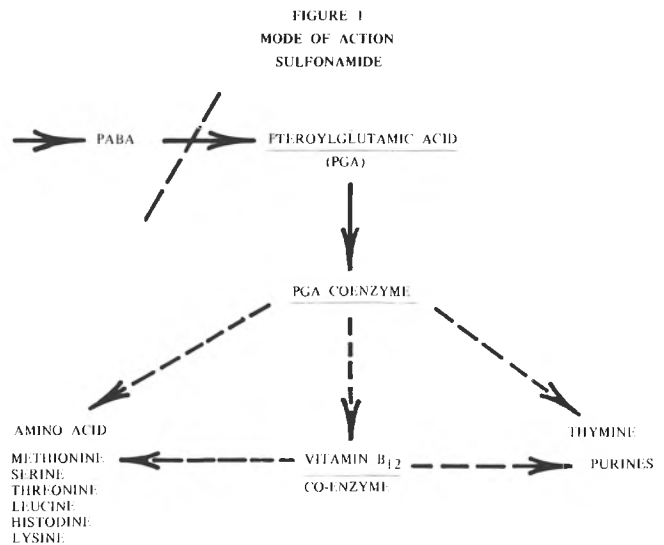 FIGURE 1
MODE OF ACTION
SULFONAMIDE
PABA
PTEROYLGLUTAMIC ACID
(PGA)
PGA COENZYME
AMINO ACID
THYMINE
METHIONINE
VITAMIN B12
PURINES
SERINE
CO-ENZYME
THREONINE
LEUCINE
HISTODINE
LYSINE